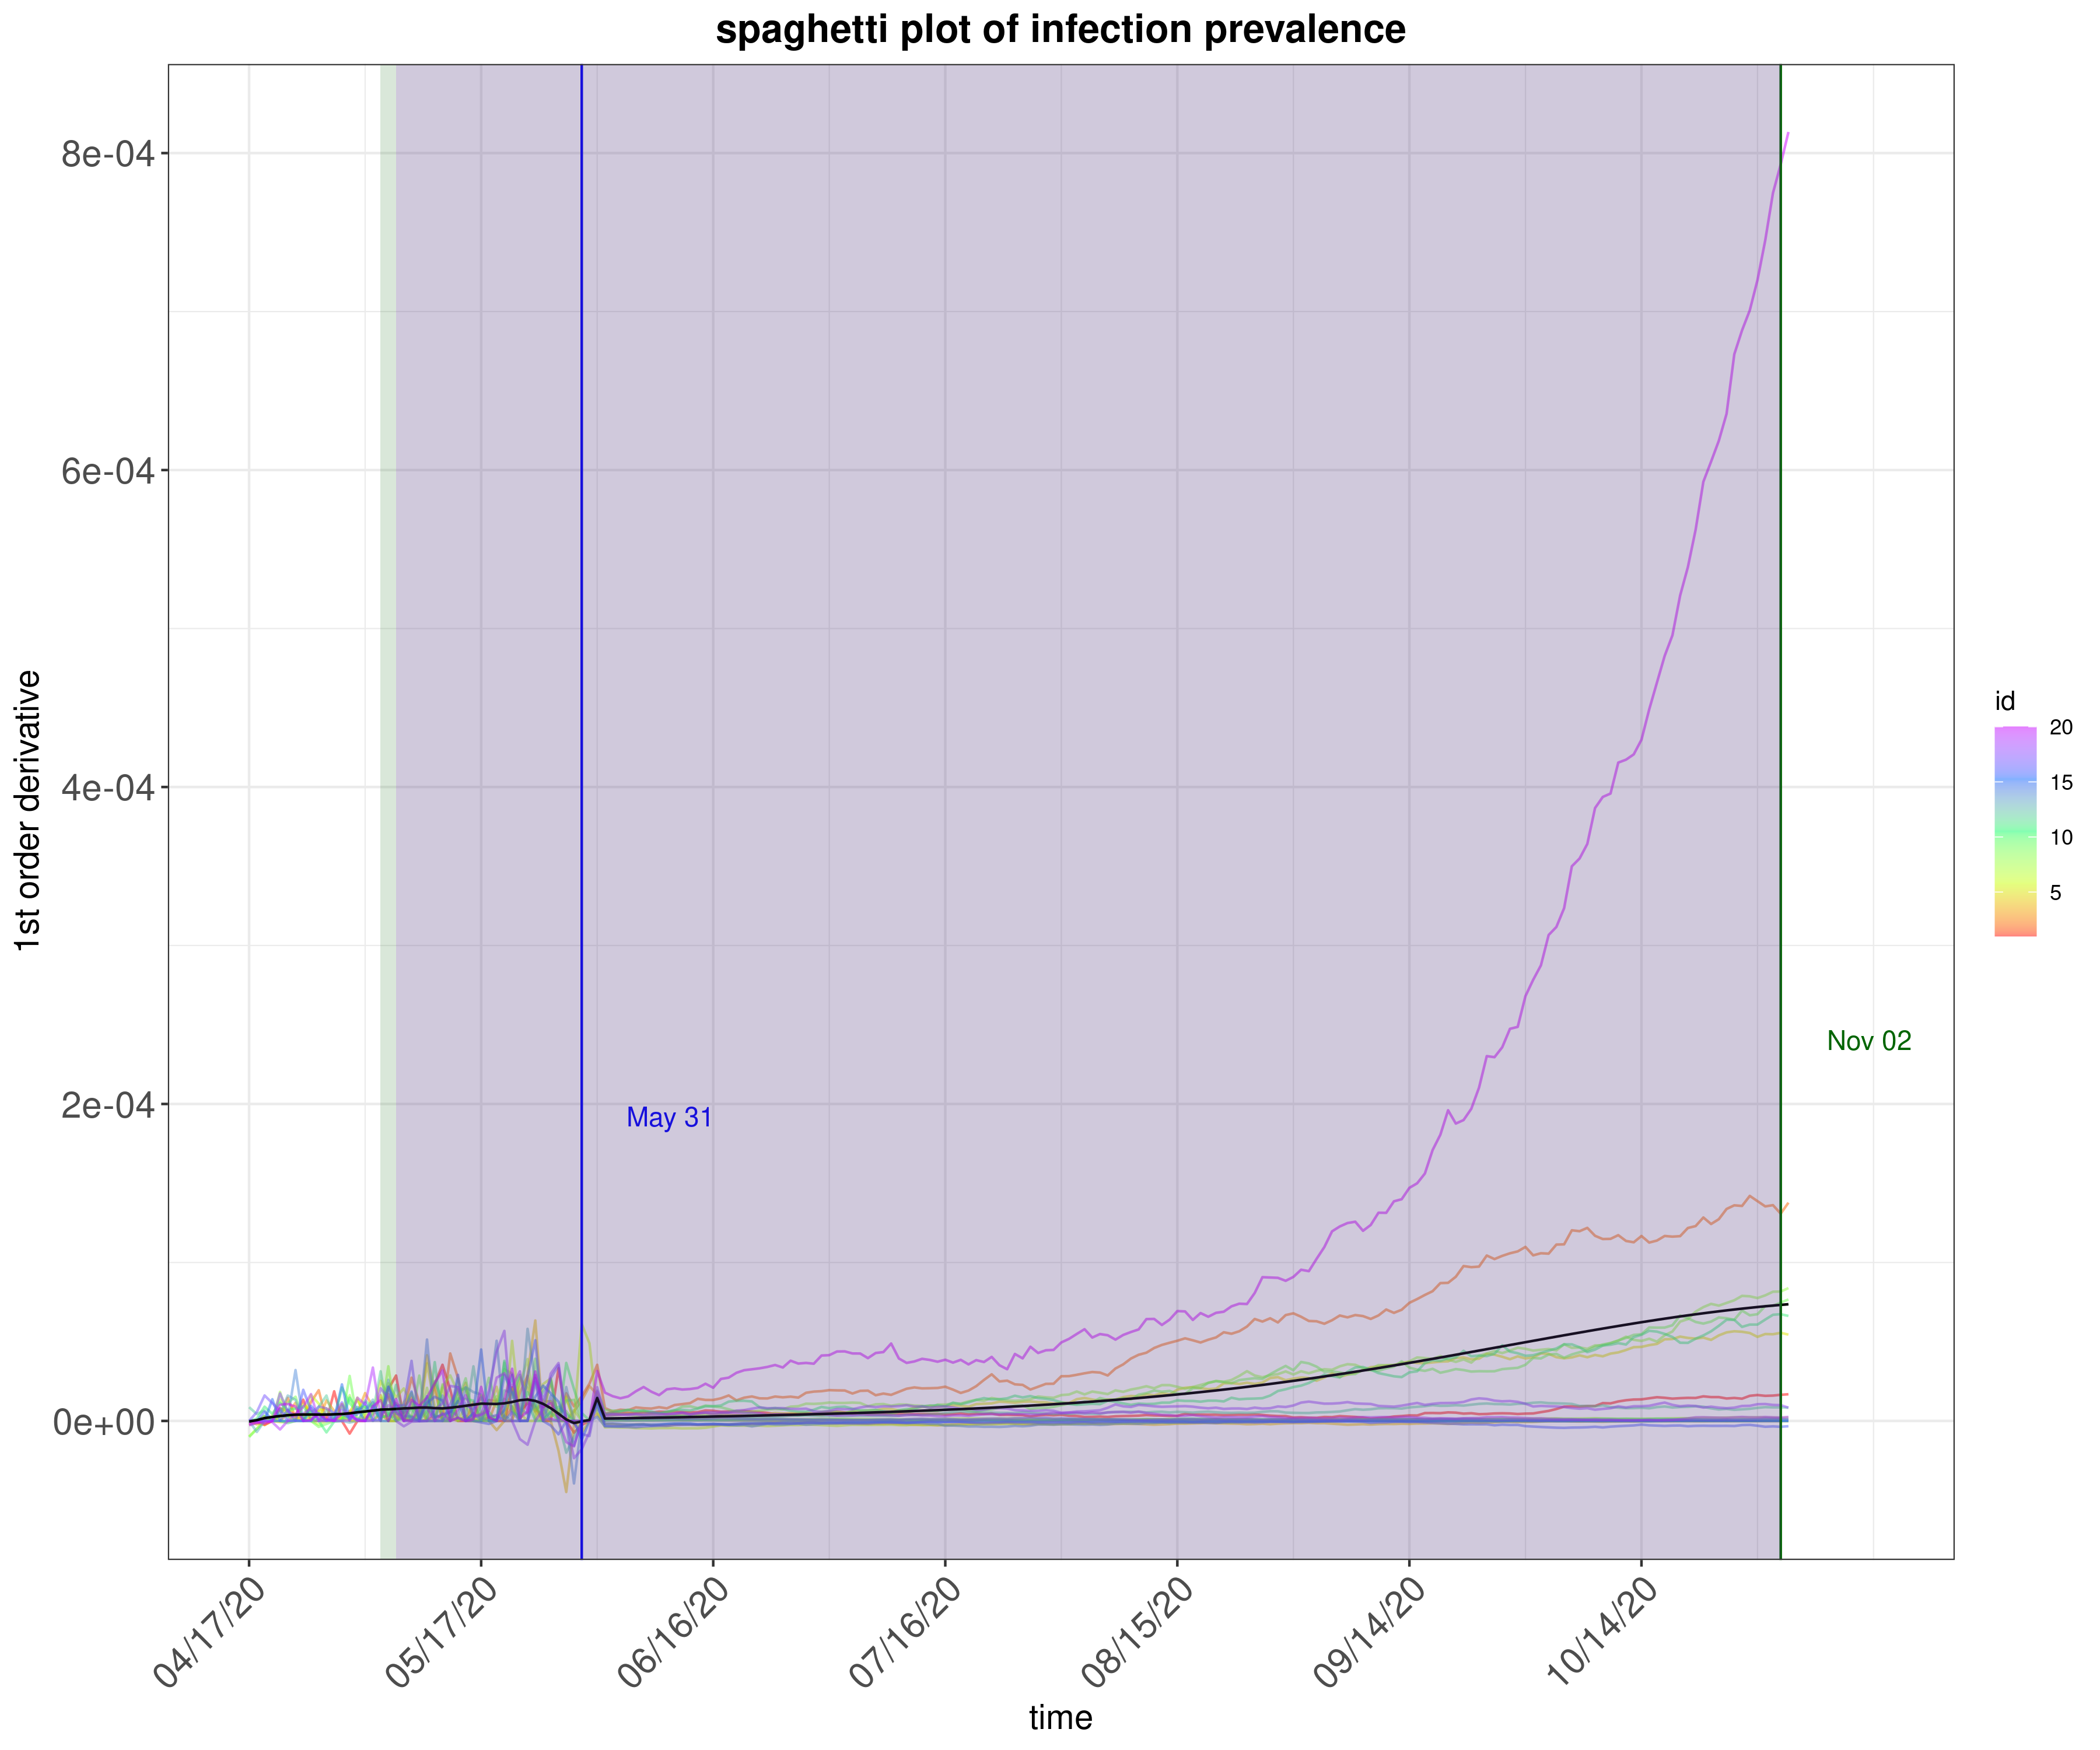 spaghetti plot of infection prevalence
1st order derivative
8e-04
6e-04
4e-04
2e-04
0e+00
May 31
Nov 02
id
20
15
10
5
04/17/20
05/17/20
06/16/20
07/16/20
08/15/20
09/14/20
10/14/20
time